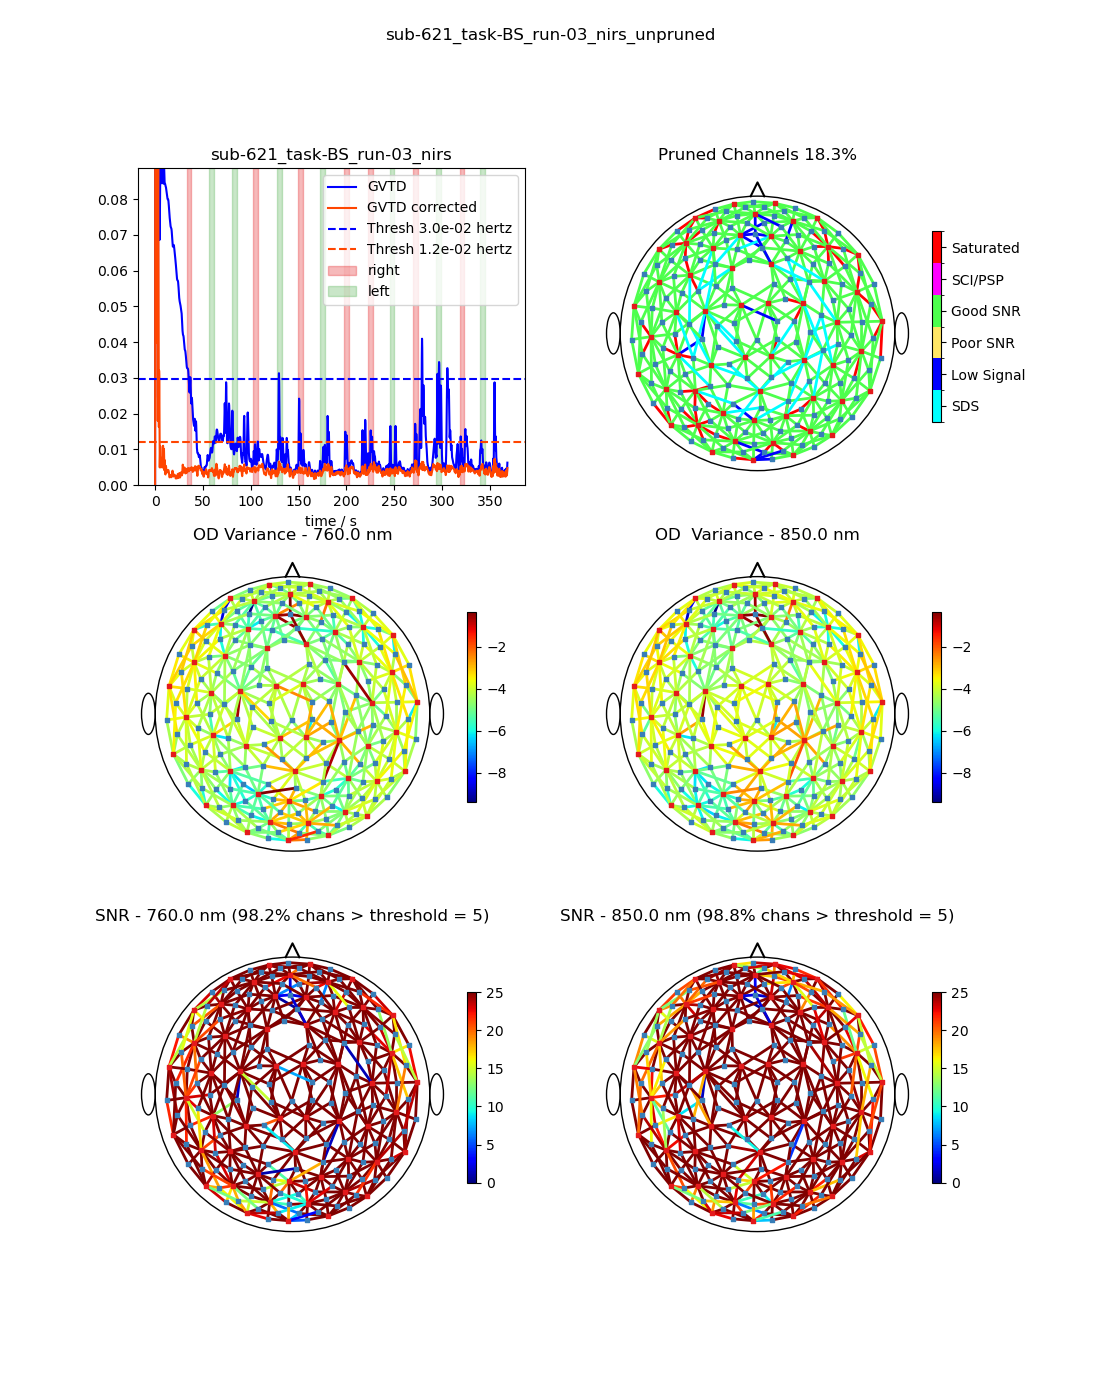 sub-621_task-BS_run-03_nirs_unpruned
sub-621_task-BS_run-03_nirs
0.08
0.07
0.06
0.05
0.04
0.03
0.02
0.01
0.00
0 50 100 150 200 250 300 350
time / s
GVTD
GVTD corrected
Thresh 3.0e-02 hertz
Thresh 1.2e-02 hertz
right
left
Pruned Channels 18.3%
Saturated
SCI/PSP
Good SNR
Poor SNR
Low Signal
SDS
OD Variance - 760.0 nm
−2
−4
−6
−8
OD  Variance - 850.0 nm
−2
−4
−6
−8
SNR - 760.0 nm (98.2% chans > threshold = 5)
25
20
15
10
5
0
SNR - 850.0 nm (98.8% chans > threshold = 5)
25
20
15
10
5
0